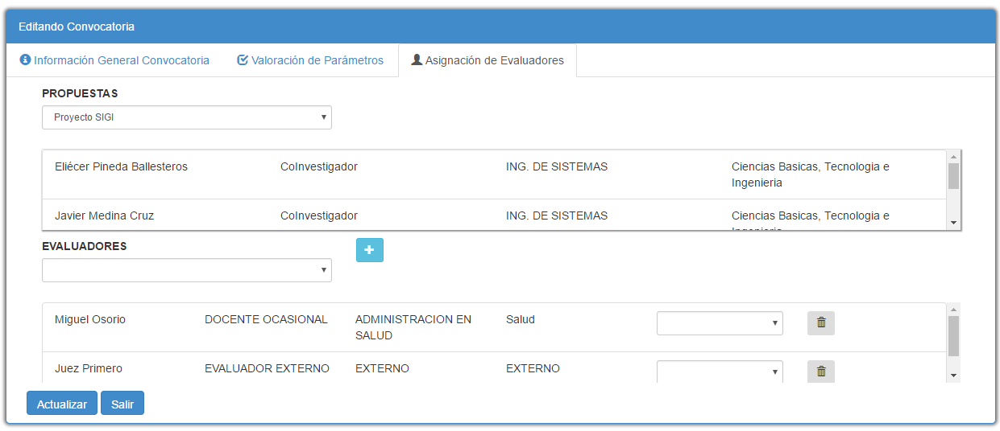 Editando Convocatoria
Información General Convocatoria
Valoración de Parámetros
Asignación de Evaluadores
PROPUESTAS
Proyecto SIGI
Eliécer Pineda Ballesteros
CoInvestigador
ING. DE SISTEMAS
Ciencias Basicas, Tecnologia e
Ingenieria
Javier Medina Cruz
CoInvestigador
ING. DE SISTEMAS
Ciencias Basicas, Tecnologia e
EVALUADORES
Miguel Osorio
DOCENTE OCASIONAL
ADMINISTRACION EN
SALUD
Salud
Juez Primero
EVALUADOR EXTERNO
EXTERNO
EXTERNO
Actualizar
Salir